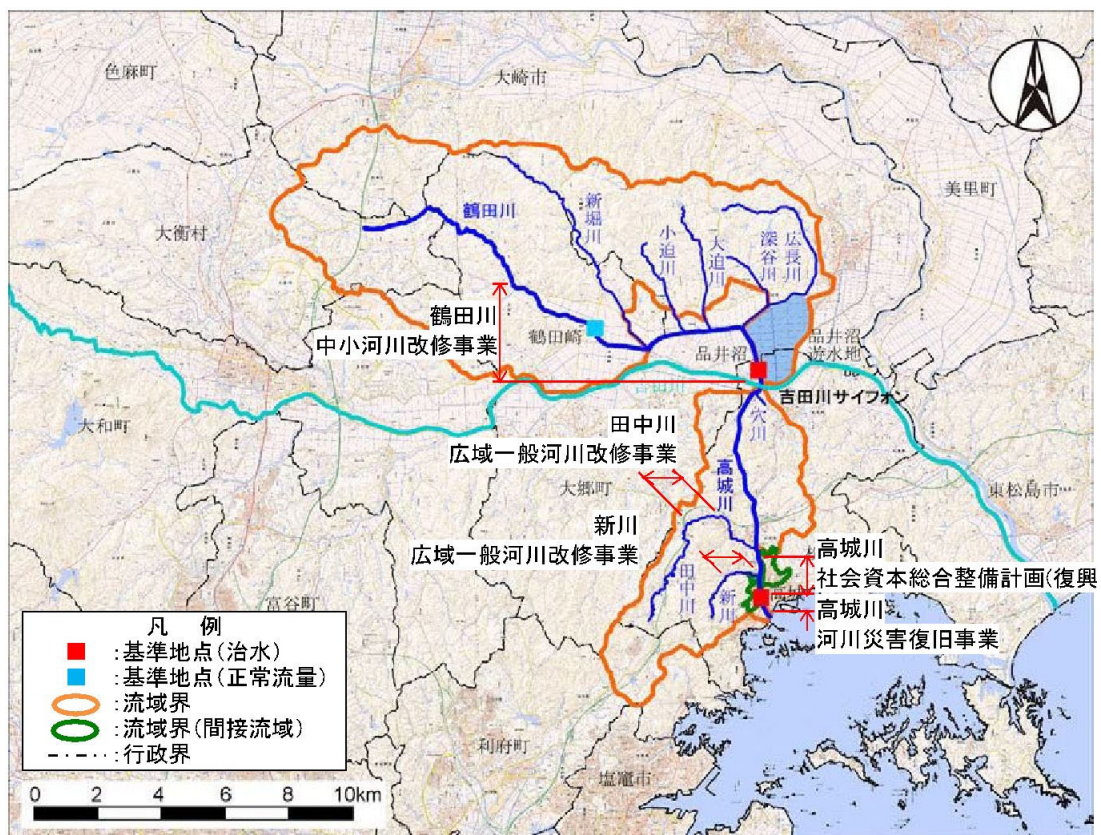 N
色麻町
大崎市
美里町
大衡村
鶴田川
新堀川
小迫川
大迫川
深谷川
広長川
鶴田川
中小河川改修事業
鶴田崎
品井沼
品井沼
遊水地
吉田川
吉田川サイフォン
大和町
穴川
田中川
広域一般河川改修事業
大郷町
高城川
東松島市
新川
広域一般河川改修事業
高城川
社会資本総合整備計画(復興
田中川
新川
高城
高城川
河川災害復旧事業
富谷町
利府町
塩竈市
凡 例
:基準地点(治水)
:基準地点(正常流量)
:流域界
:流域界(間接流域)
:行政界
0 2 4 6 8 10km